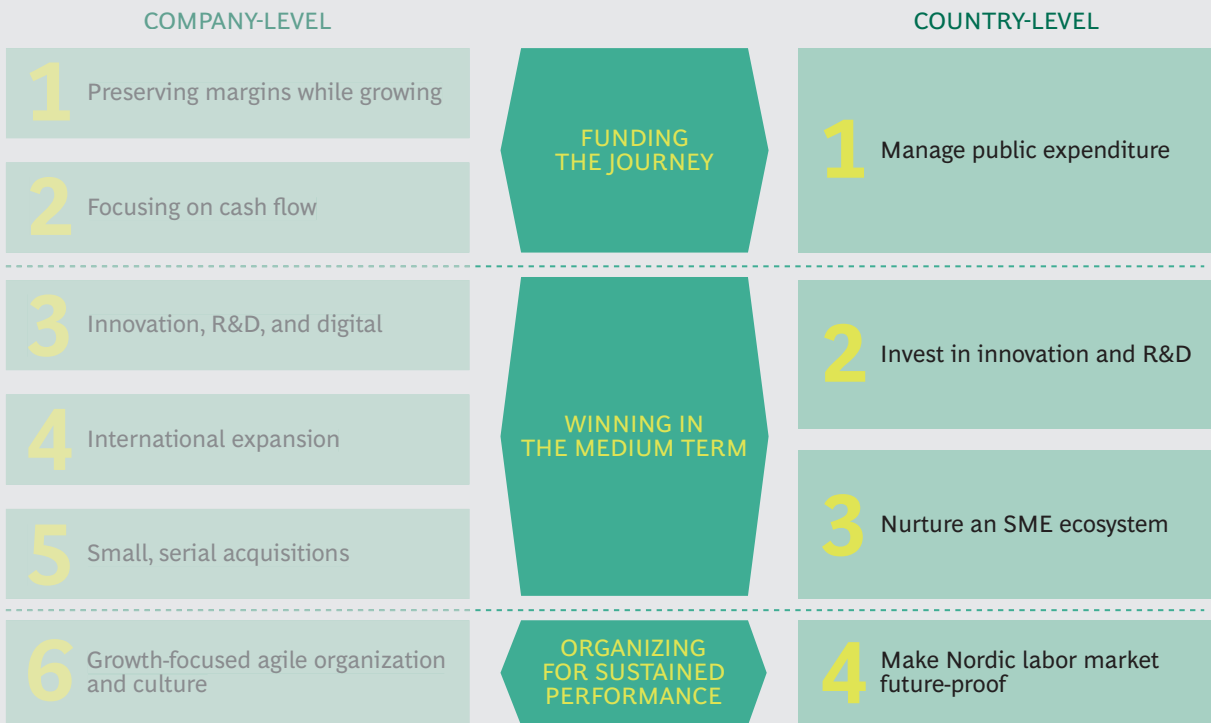 COMPANY-LEVEL
1
Preserving margins while growing
2
Focusing on cash flow
3
Innovation, R&D, and digital
4
International expansion
5
Small, serial acquisitions
6
Growth-focused agile organization
and culture
FUNDING
THE JOURNEY
WINNING IN
THE MEDIUM TERM
ORGANIZING
FOR SUSTAINED
PERFORMANCE
COUNTRY-LEVEL
1
Manage public expenditure
2
Invest in innovation and R&D
3
Nurture an SME ecosystem
4
Make Nordic labor market
future-proof